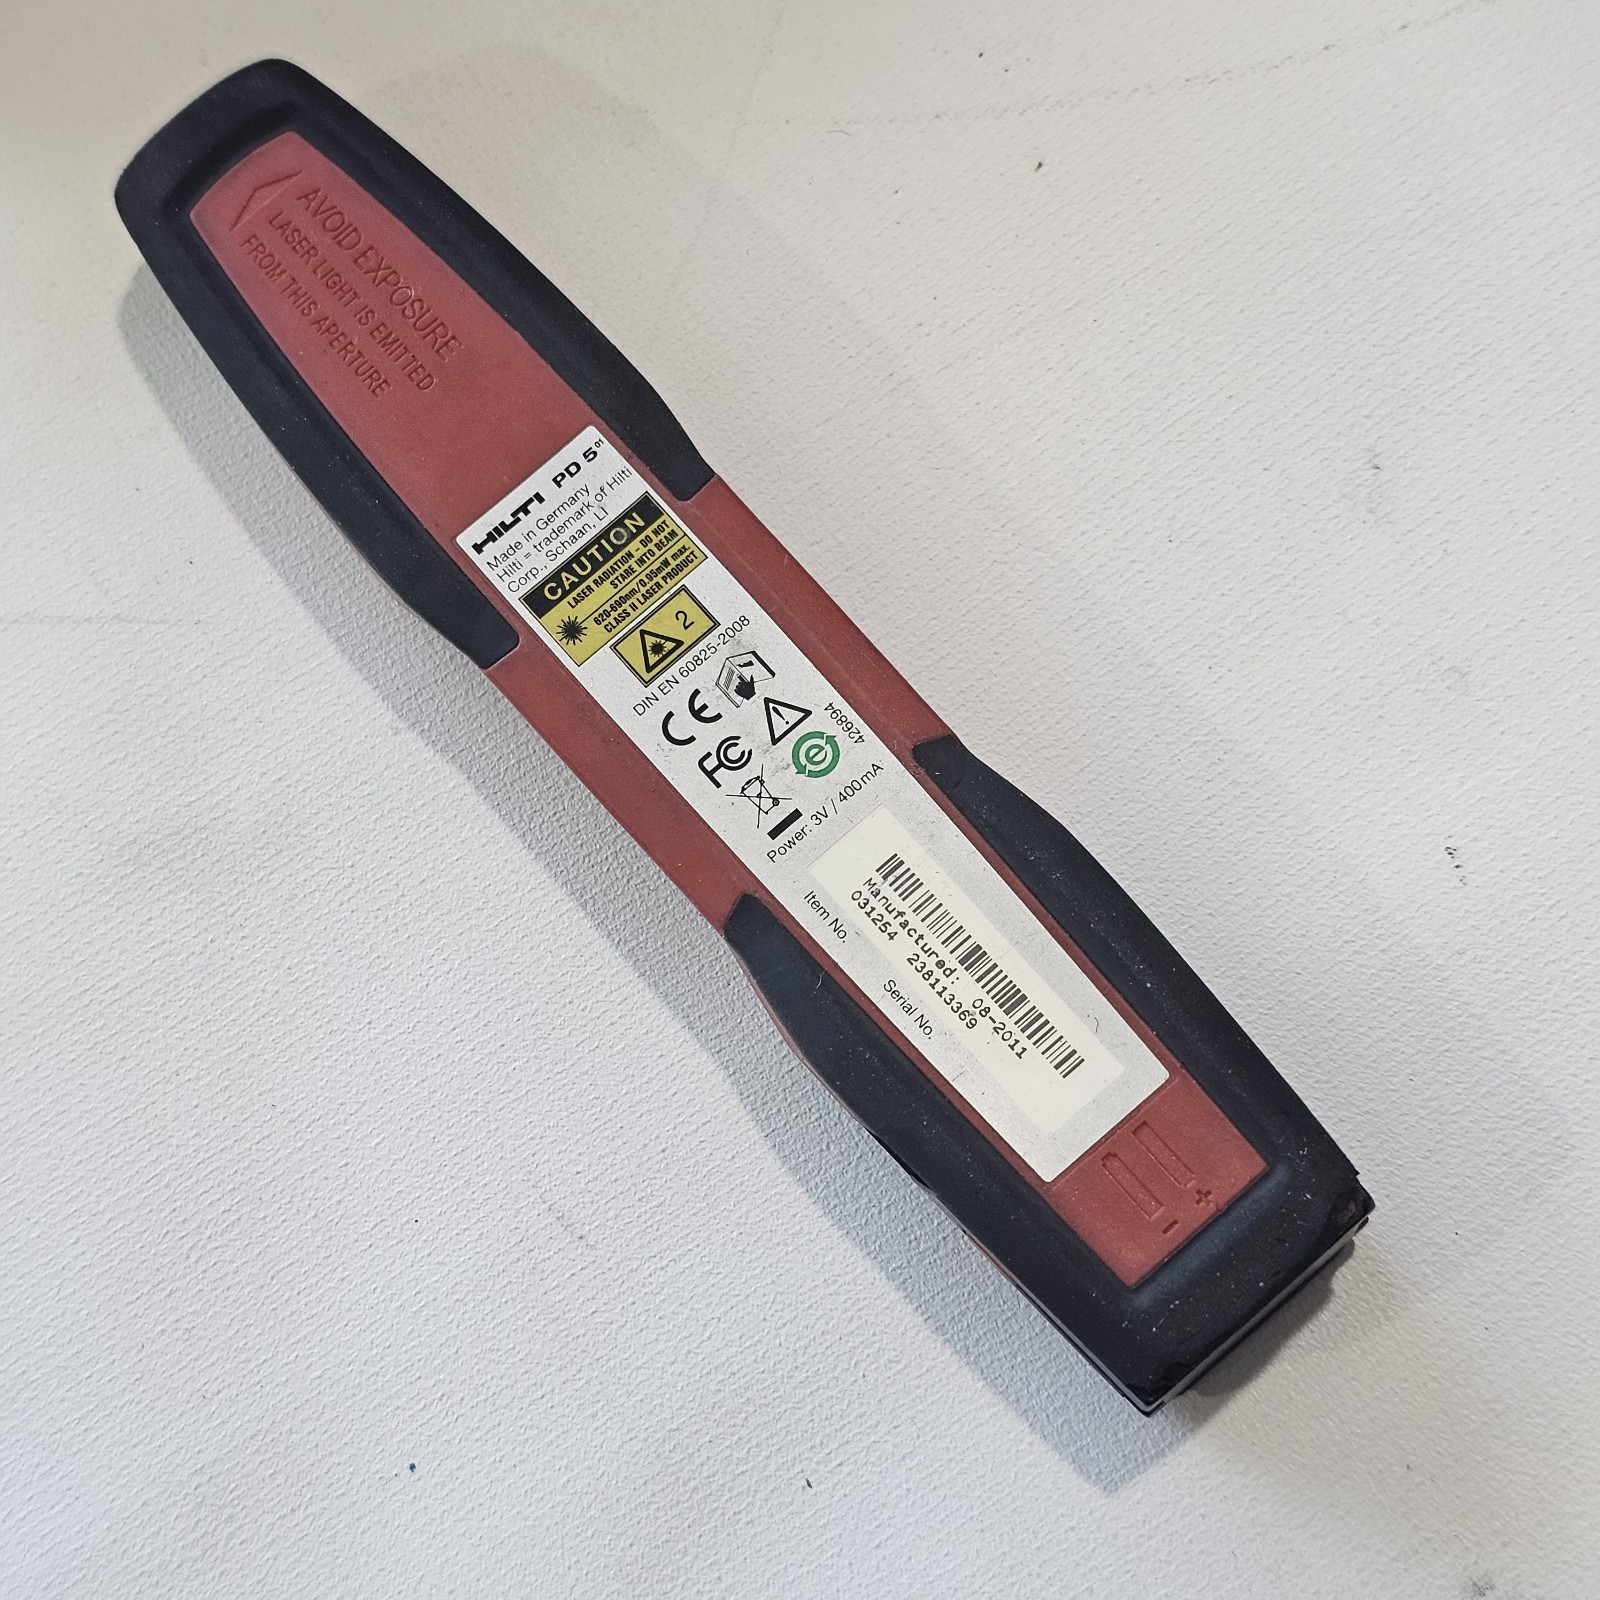 AVOID EXPOSURE
LASER LIGHT IS EMITTED
FROM THIS APERTURE
HILTI PD 5 01
Made in Germany
Hilti = trademark of Hilti
Corp., Schaan, LI
CAUTION
LASER RADIATION - DO NOT
STARE INTO BEAM
620-690nm/0.95mW max.
CLASS II LASER PRODUCT
2
DIN EN 60825-2008
CE
FC
e
426894
Power: 3V / 400mA
Manufactured: 08-2011
031254 238113369
Item No.
Serial No.
+
-